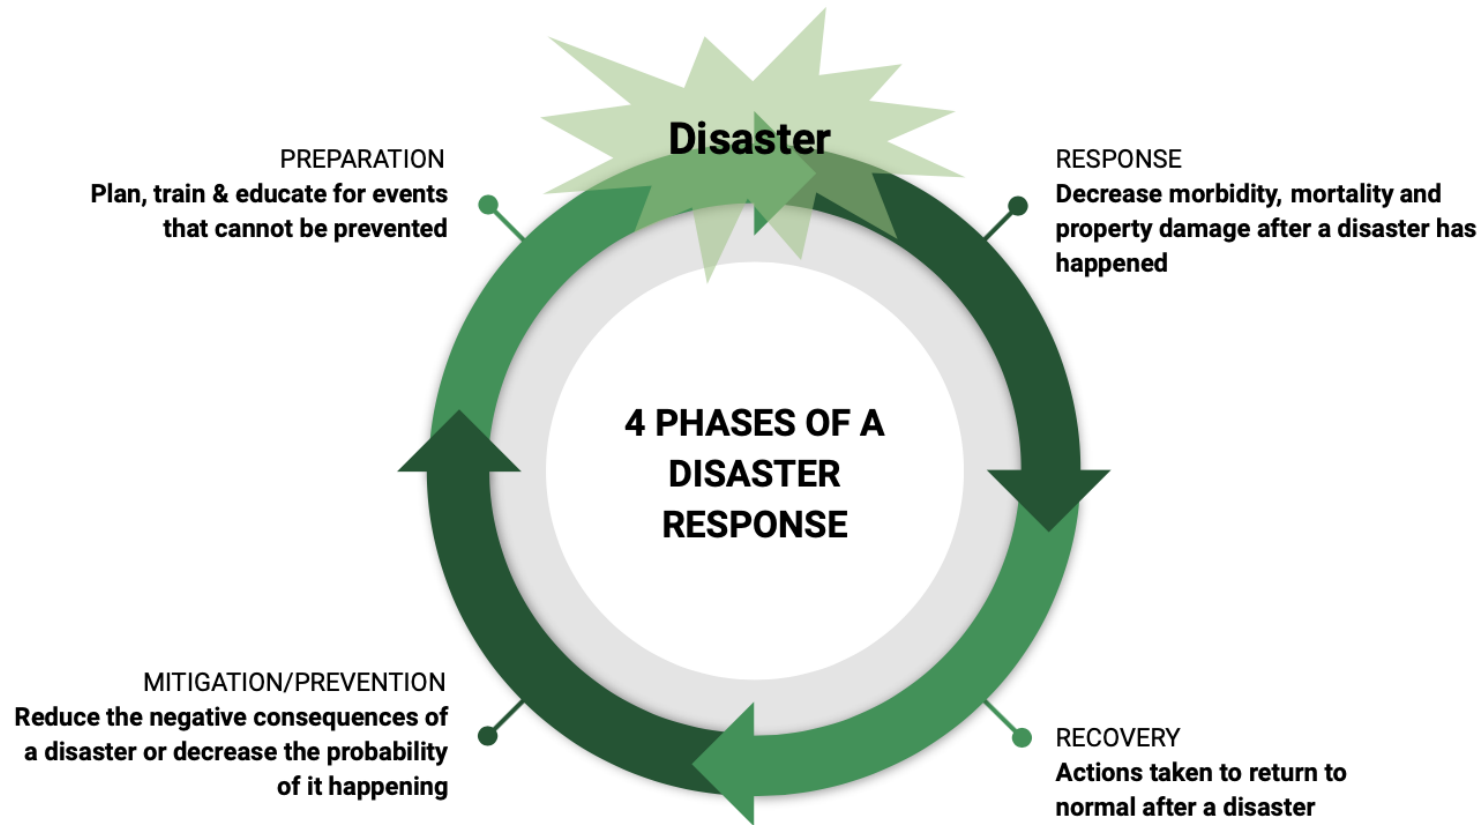 Disaster
PREPARATION
Plan, train & educate for events
that cannot be prevented
RESPONSE
Decrease morbidity, mortality and
property damage after a disaster has
happened
4 PHASES OF A
DISASTER
RESPONSE
MITIGATION/PREVENTION
Reduce the negative consequences of
a disaster or decrease the probability
of it happening
RECOVERY
Actions taken to return to
normal after a disaster